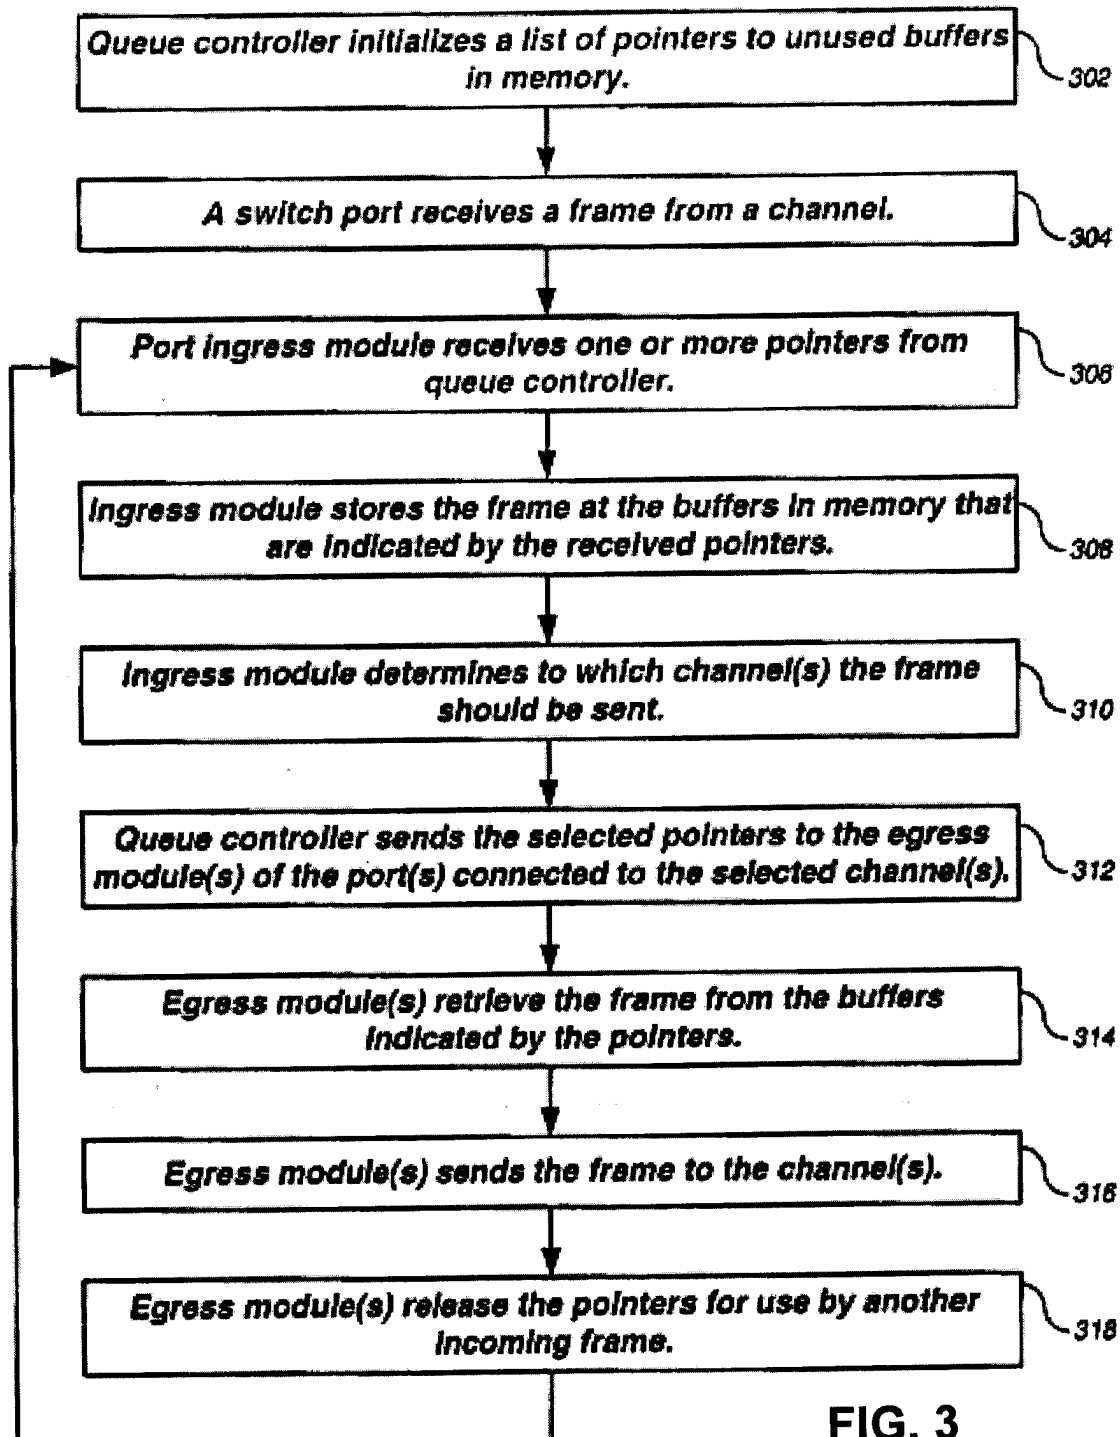 Queue controller initializes a list of pointers to unused buffers
in memory.
302
A switch port receives a frame from a channel.
304
Port ingress module receives one or more pointers from
queue controller.
306
Ingress module stores the frame at the buffers in memory that
are indicated by the received pointers.
308
Ingress module determines to which channel(s) the frame
should be sent.
310
Queue controller sends the selected pointers to the egress
module(s) of the port(s) connected to the selected channel(s).
312
Egress module(s) retrieve the frame from the buffers
indicated by the pointers.
314
Egress module(s) sends the frame to the channel(s).
316
Egress module(s) release the pointers for use by another
incoming frame.
318
FIG. 3